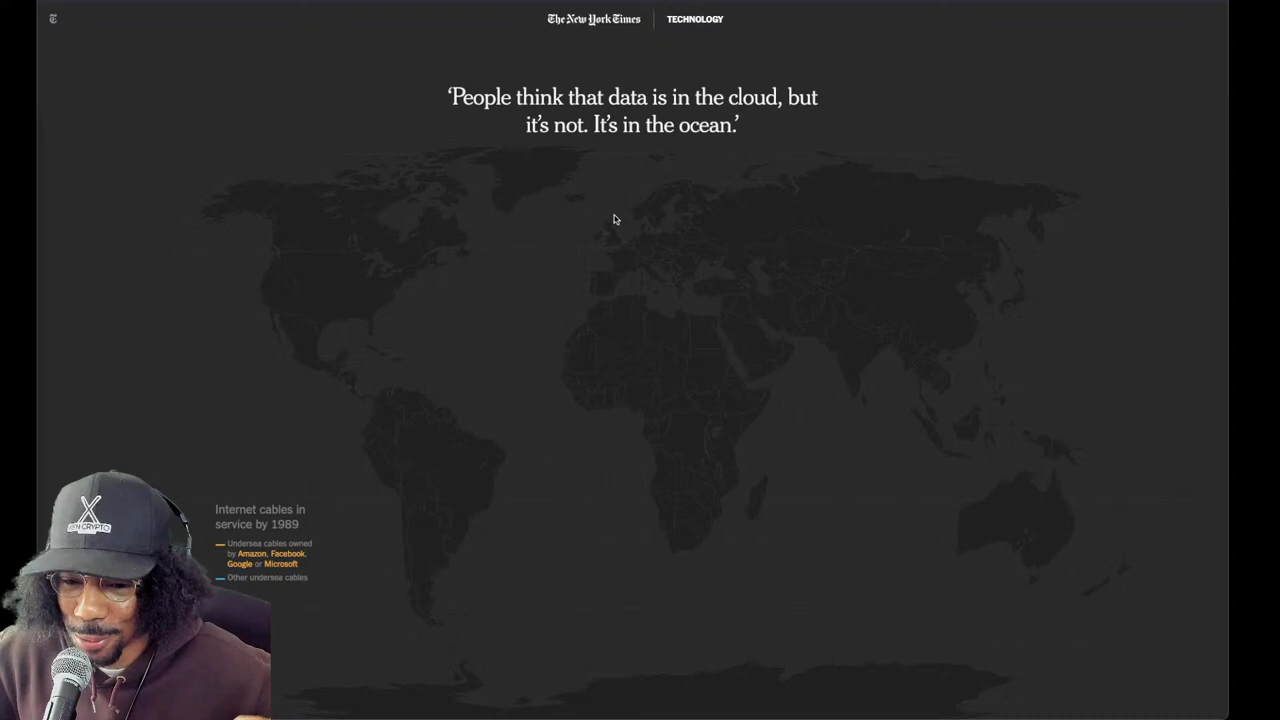 The New York Times
TECHNOLOGY
‘People think that data is in the cloud, but
it’s not. It’s in the ocean.’
Internet cables in
service by 1989
Undersea cables owned
by Amazon, Facebook,
Google or Microsoft
Other undersea cables
X